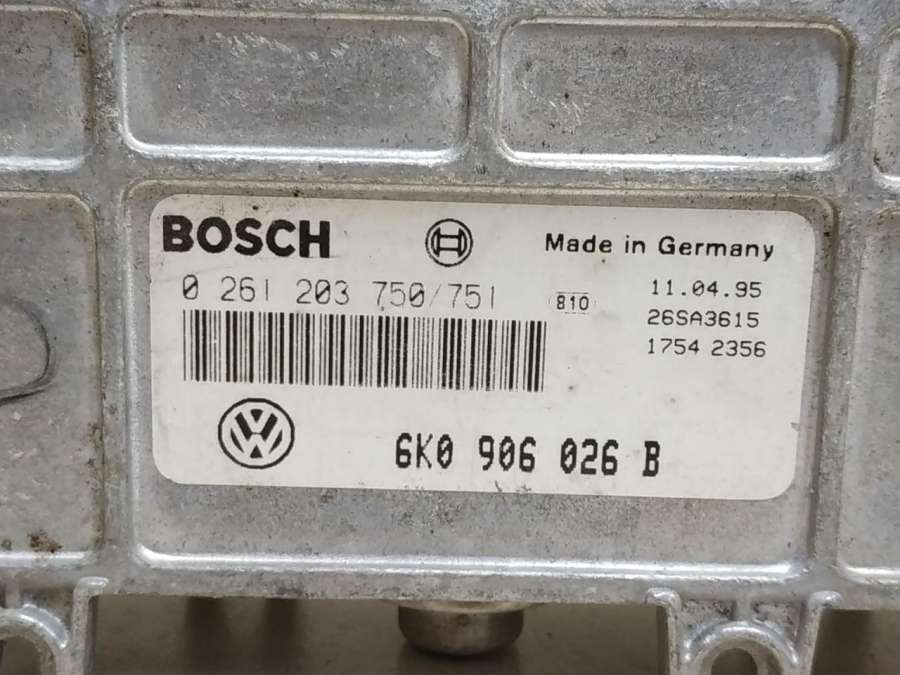 BOSCH
Made in Germany
0 261 203 750/751
810
11.04.95
26SA3615
1754 2356
VW
6K0 906 026 B